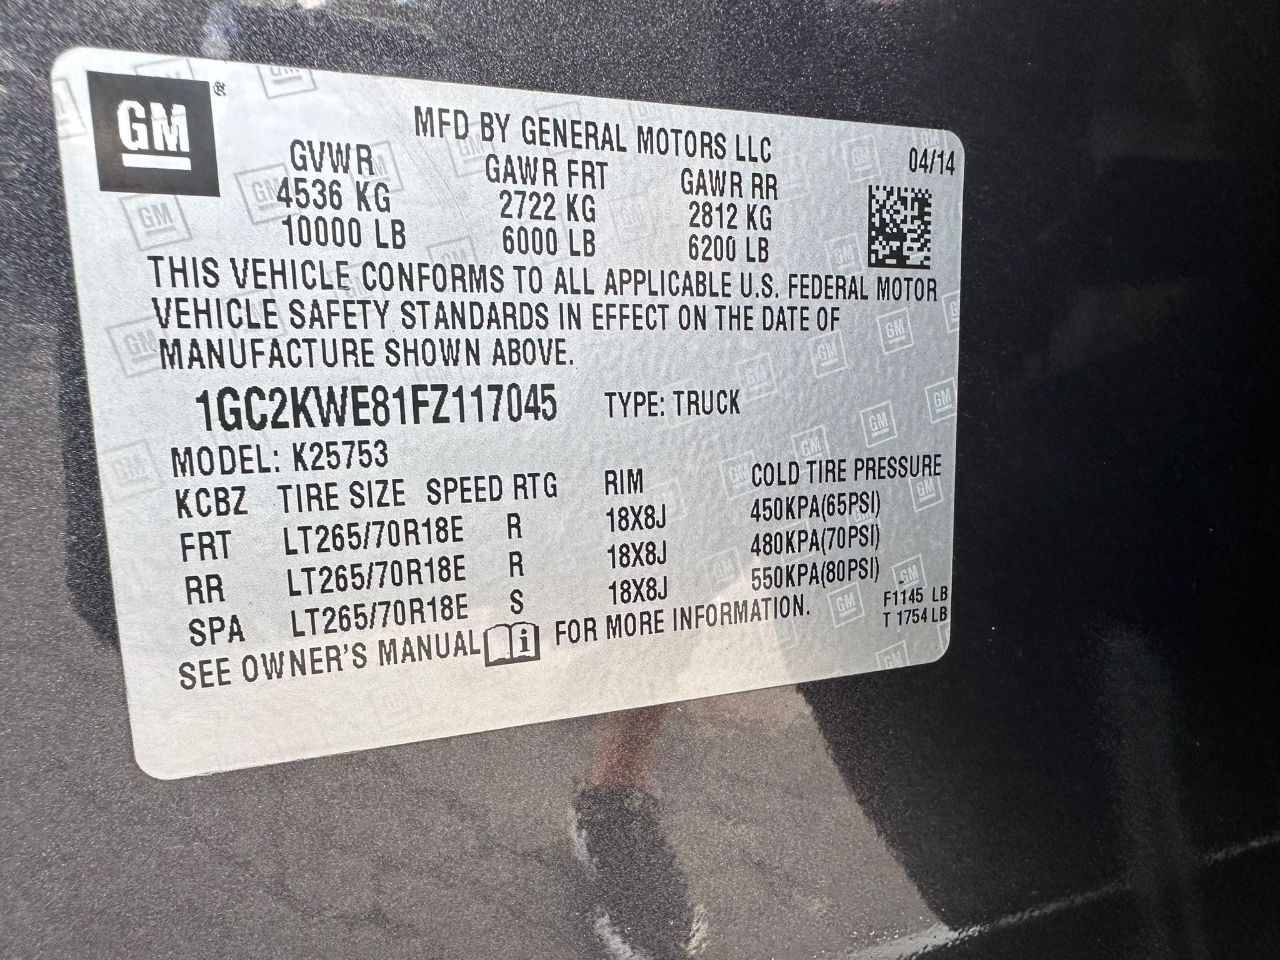 GM®
MFD BY GENERAL MOTORS LLC
04/14
GVWR GAWR FRT GAWR RR
4536 KG 2722 KG 2812 KG
10000 LB 6000 LB 6200 LB
THIS VEHICLE CONFORMS TO ALL APPLICABLE U.S. FEDERAL MOTOR
VEHICLE SAFETY STANDARDS IN EFFECT ON THE DATE OF
MANUFACTURE SHOWN ABOVE.
1GC2KWE81FZ117045 TYPE: TRUCK
MODEL: K25753
KCBZ TIRE SIZE SPEED RTG RIM COLD TIRE PRESSURE
FRT LT265/70R18E R 18X8J 450KPA(65PSI)
RR LT265/70R18E R 18X8J 480KPA(70PSI)
SPA LT265/70R18E S 18X8J 550KPA(80PSI)
SEE OWNER'S MANUAL i FOR MORE INFORMATION.
F1145 LB
T 1754 LB